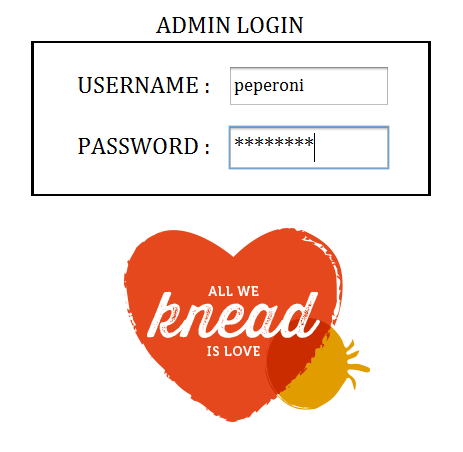 ADMIN LOGIN
USERNAME : peperoni
PASSWORD : ********
ALL WE
knead
IS LOVE